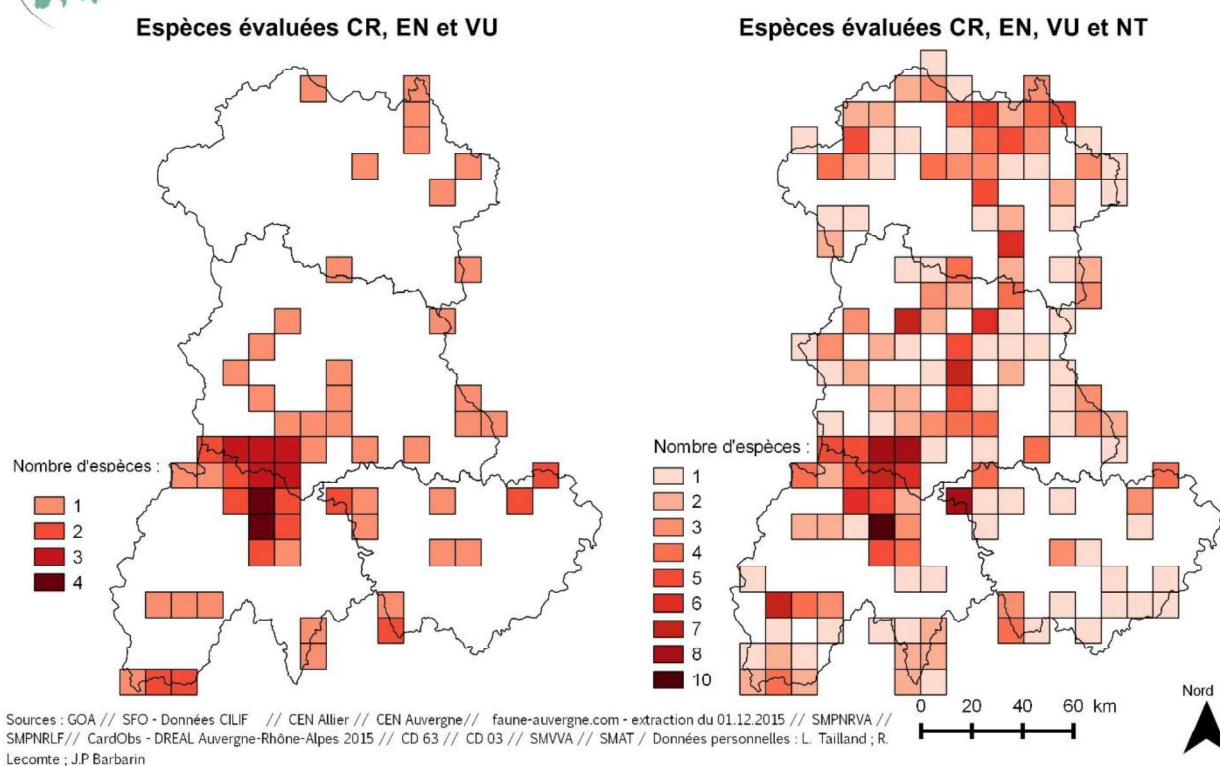 Espèces évaluées CR, EN et VU
Espèces évaluées CR, EN, VU et NT
Nombre d'espèces :
1
2
3
4
Nombre d'espèces :
1
2
3
4
5
6
7
8
10
0 20 40 60 km
Nord
Sources : GOA // SFO - Données CILIF // CEN Allier // CEN Auvergne// faune-auvergne.com - extraction du 01.12.2015 // SMPNRVA //
SMPNRLF// CardObs - DREAL Auvergne-Rhône-Alpes 2015 // CD 63 // CD 03 // SMVVA // SMAT / Données personnelles : L. Tailland ; R.
Lecomte ; J.P Barbarin